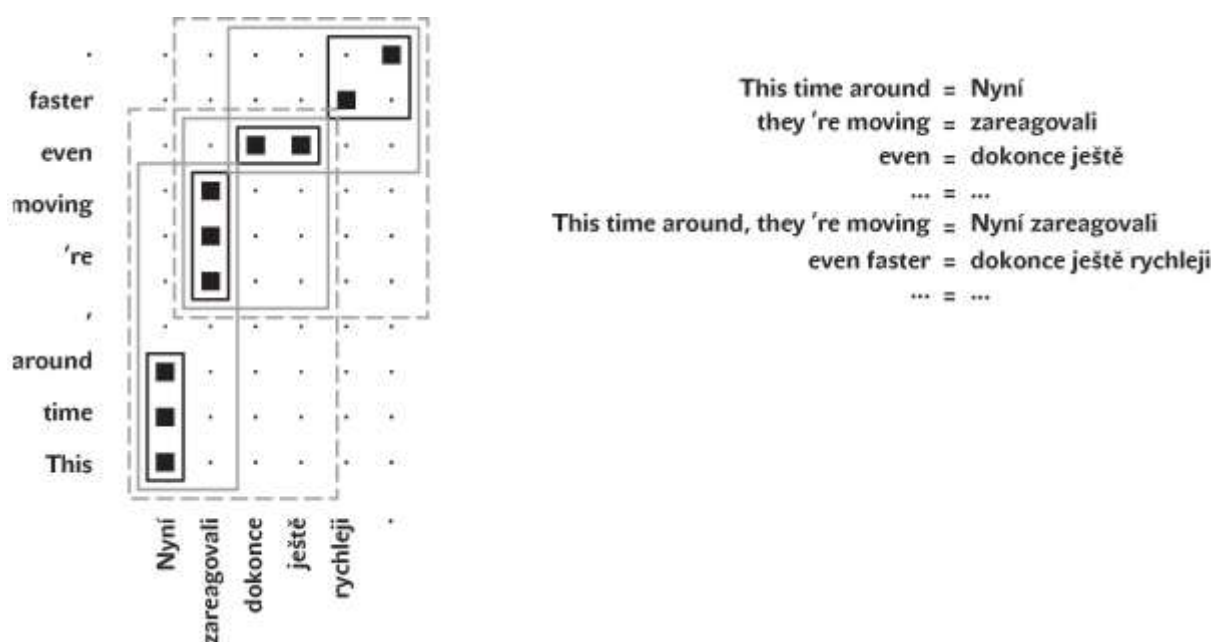 .
faster
even
moving
're
,
around
time
This
Nyní
zareagovali
dokonce
ještě
rychleji
.
This time around = Nyní
they 're moving = zareagovali
even = dokonce ještě
... = ...
This time around, they 're moving = Nyní zareagovali
even faster = dokonce ještě rychleji
... = ...